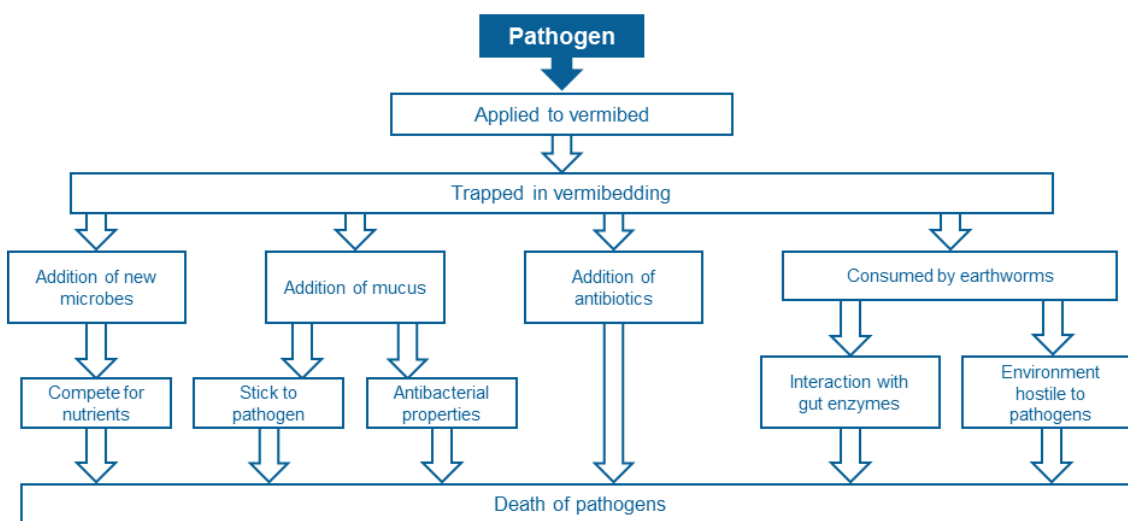 Pathogen
Applied to vermibed
Trapped in vermibedding
Addition of new
microbes
Addition of mucus
Addition of
antibiotics
Consumed by earthworms
Compete for
nutrients
Stick to
pathogen
Antibacterial
properties
Interaction with
gut enzymes
Environment
hostile to
pathogens
Death of pathogens